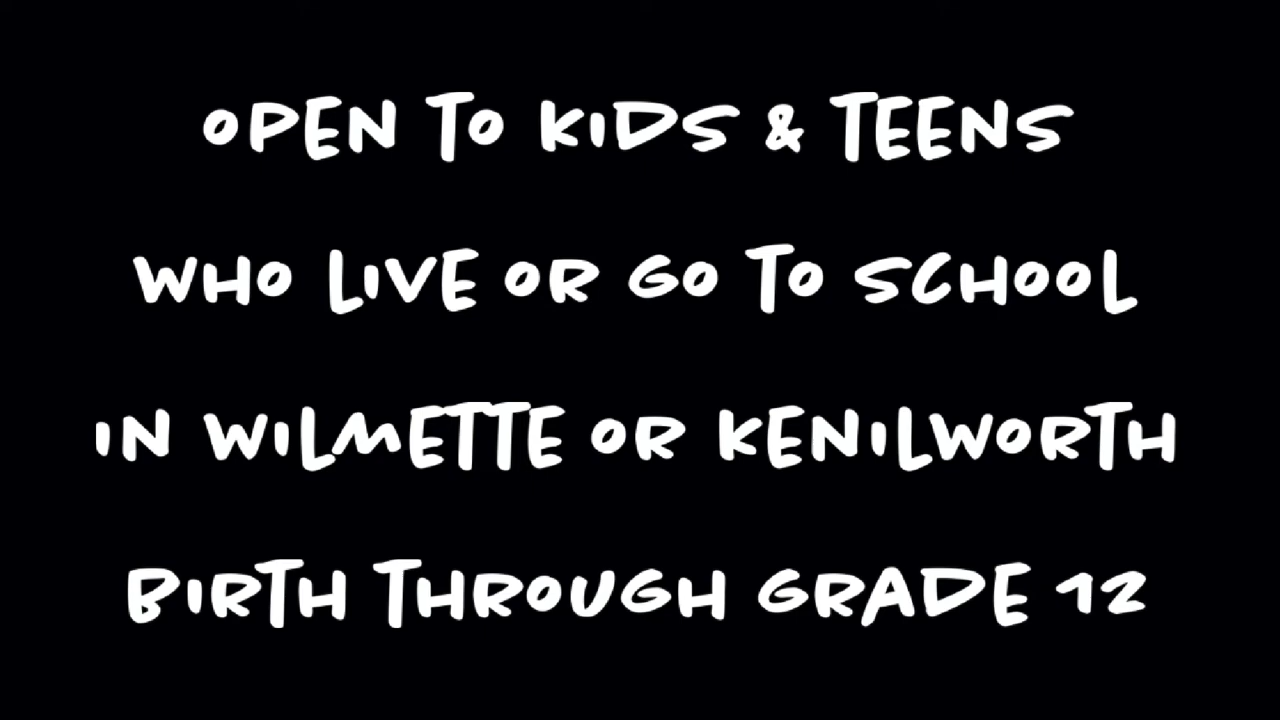 OPEN TO KIDS & TEENS
WHO LIVE OR GO TO SCHOOL
IN WILMETTE OR KENILWORTH
BIRTH THROUGH GRADE 12